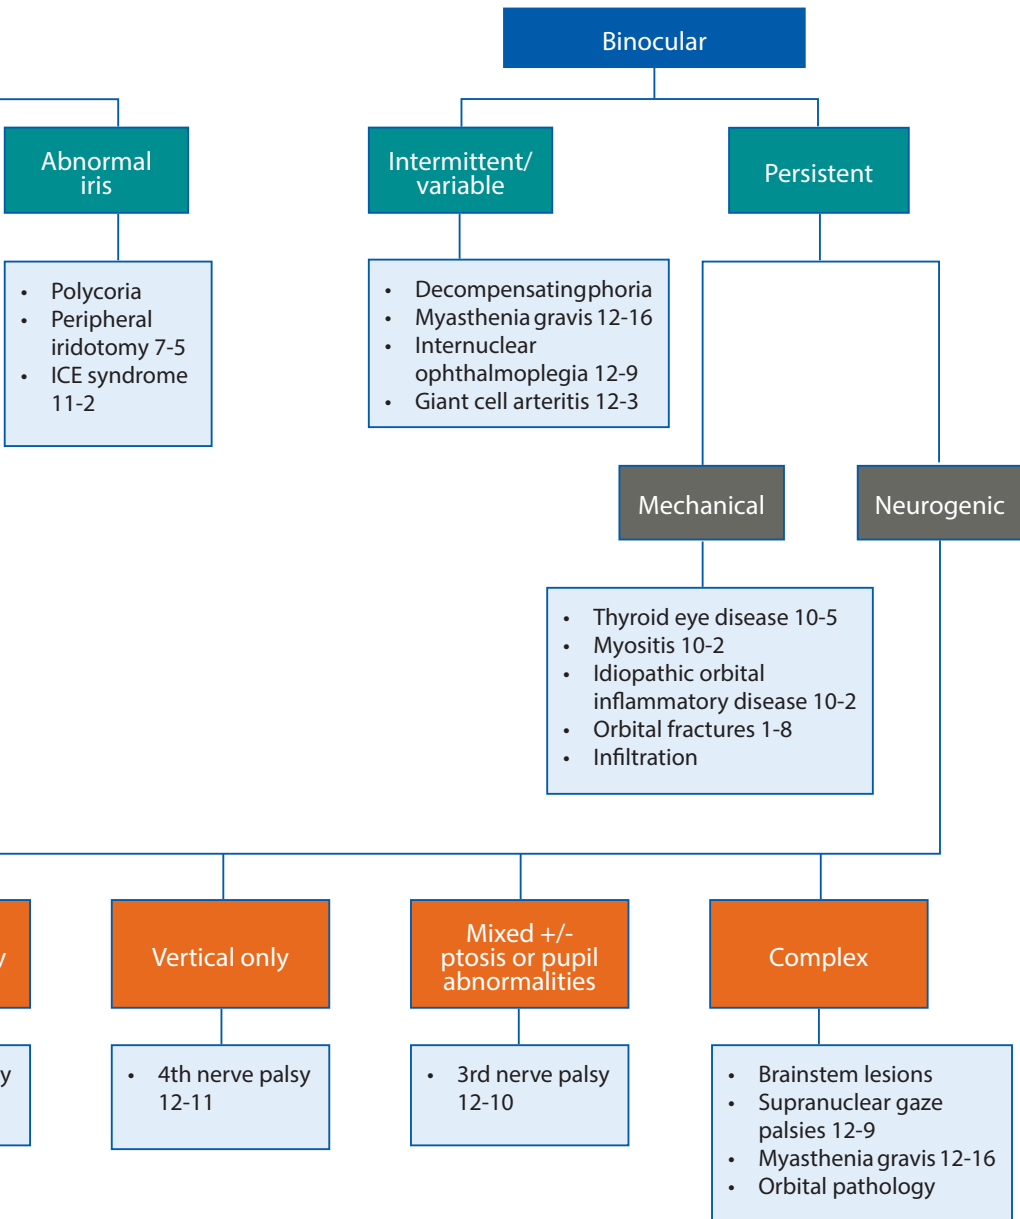 Binocular
Abnormal
iris
Intermittent/
variable
Persistent
• Polycoria
• Peripheral
iridotomy 7-5
• ICE syndrome
11-2
• Decompensating phoria
• Myasthenia gravis 12-16
• Internuclear
ophthalmoplegia 12-9
• Giant cell arteritis 12-3
Mechanical
Neurogenic
• Thyroid eye disease 10-5
• Myositis 10-2
• Idiopathic orbital
inflammatory disease 10-2
• Orbital fractures 1-8
• Infiltration
y
Vertical only
Mixed +/-
ptosis or pupil
abnormalities
Complex
y
• 4th nerve palsy
12-11
• 3rd nerve palsy
12-10
• Brainstem lesions
• Supranuclear gaze
palsies 12-9
• Myasthenia gravis 12-16
• Orbital pathology